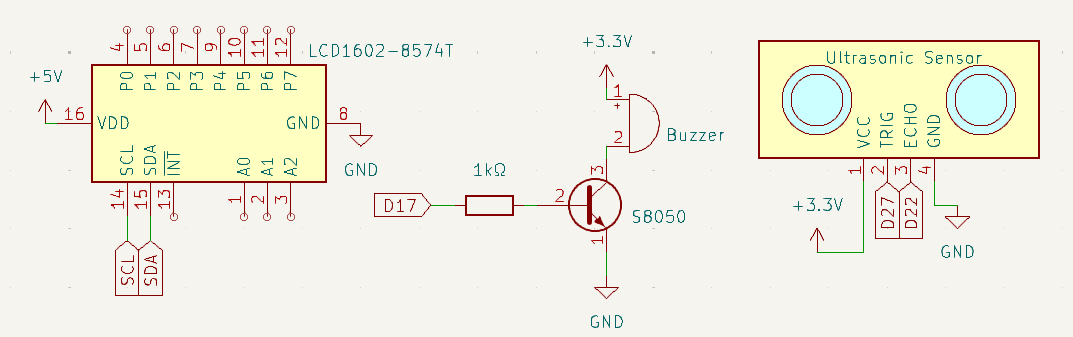 4 5 6 7 9 10 11 12
LCD1602-8574T
P0 P1 P2 P3 P4 P5 P6 P7
+5V
16
VDD
GND
8
GND
SCL SDA INT A0 A1 A2
14 15 13 1 2 3
SCL SDA
+3.3V
1
+
2
Buzzer
3
1kΩ
D17
2
S8050
1
GND
Ultrasonic Sensor
VCC TRIG ECHO GND
1 2 3 4
+3.3V
D27 D22
GND